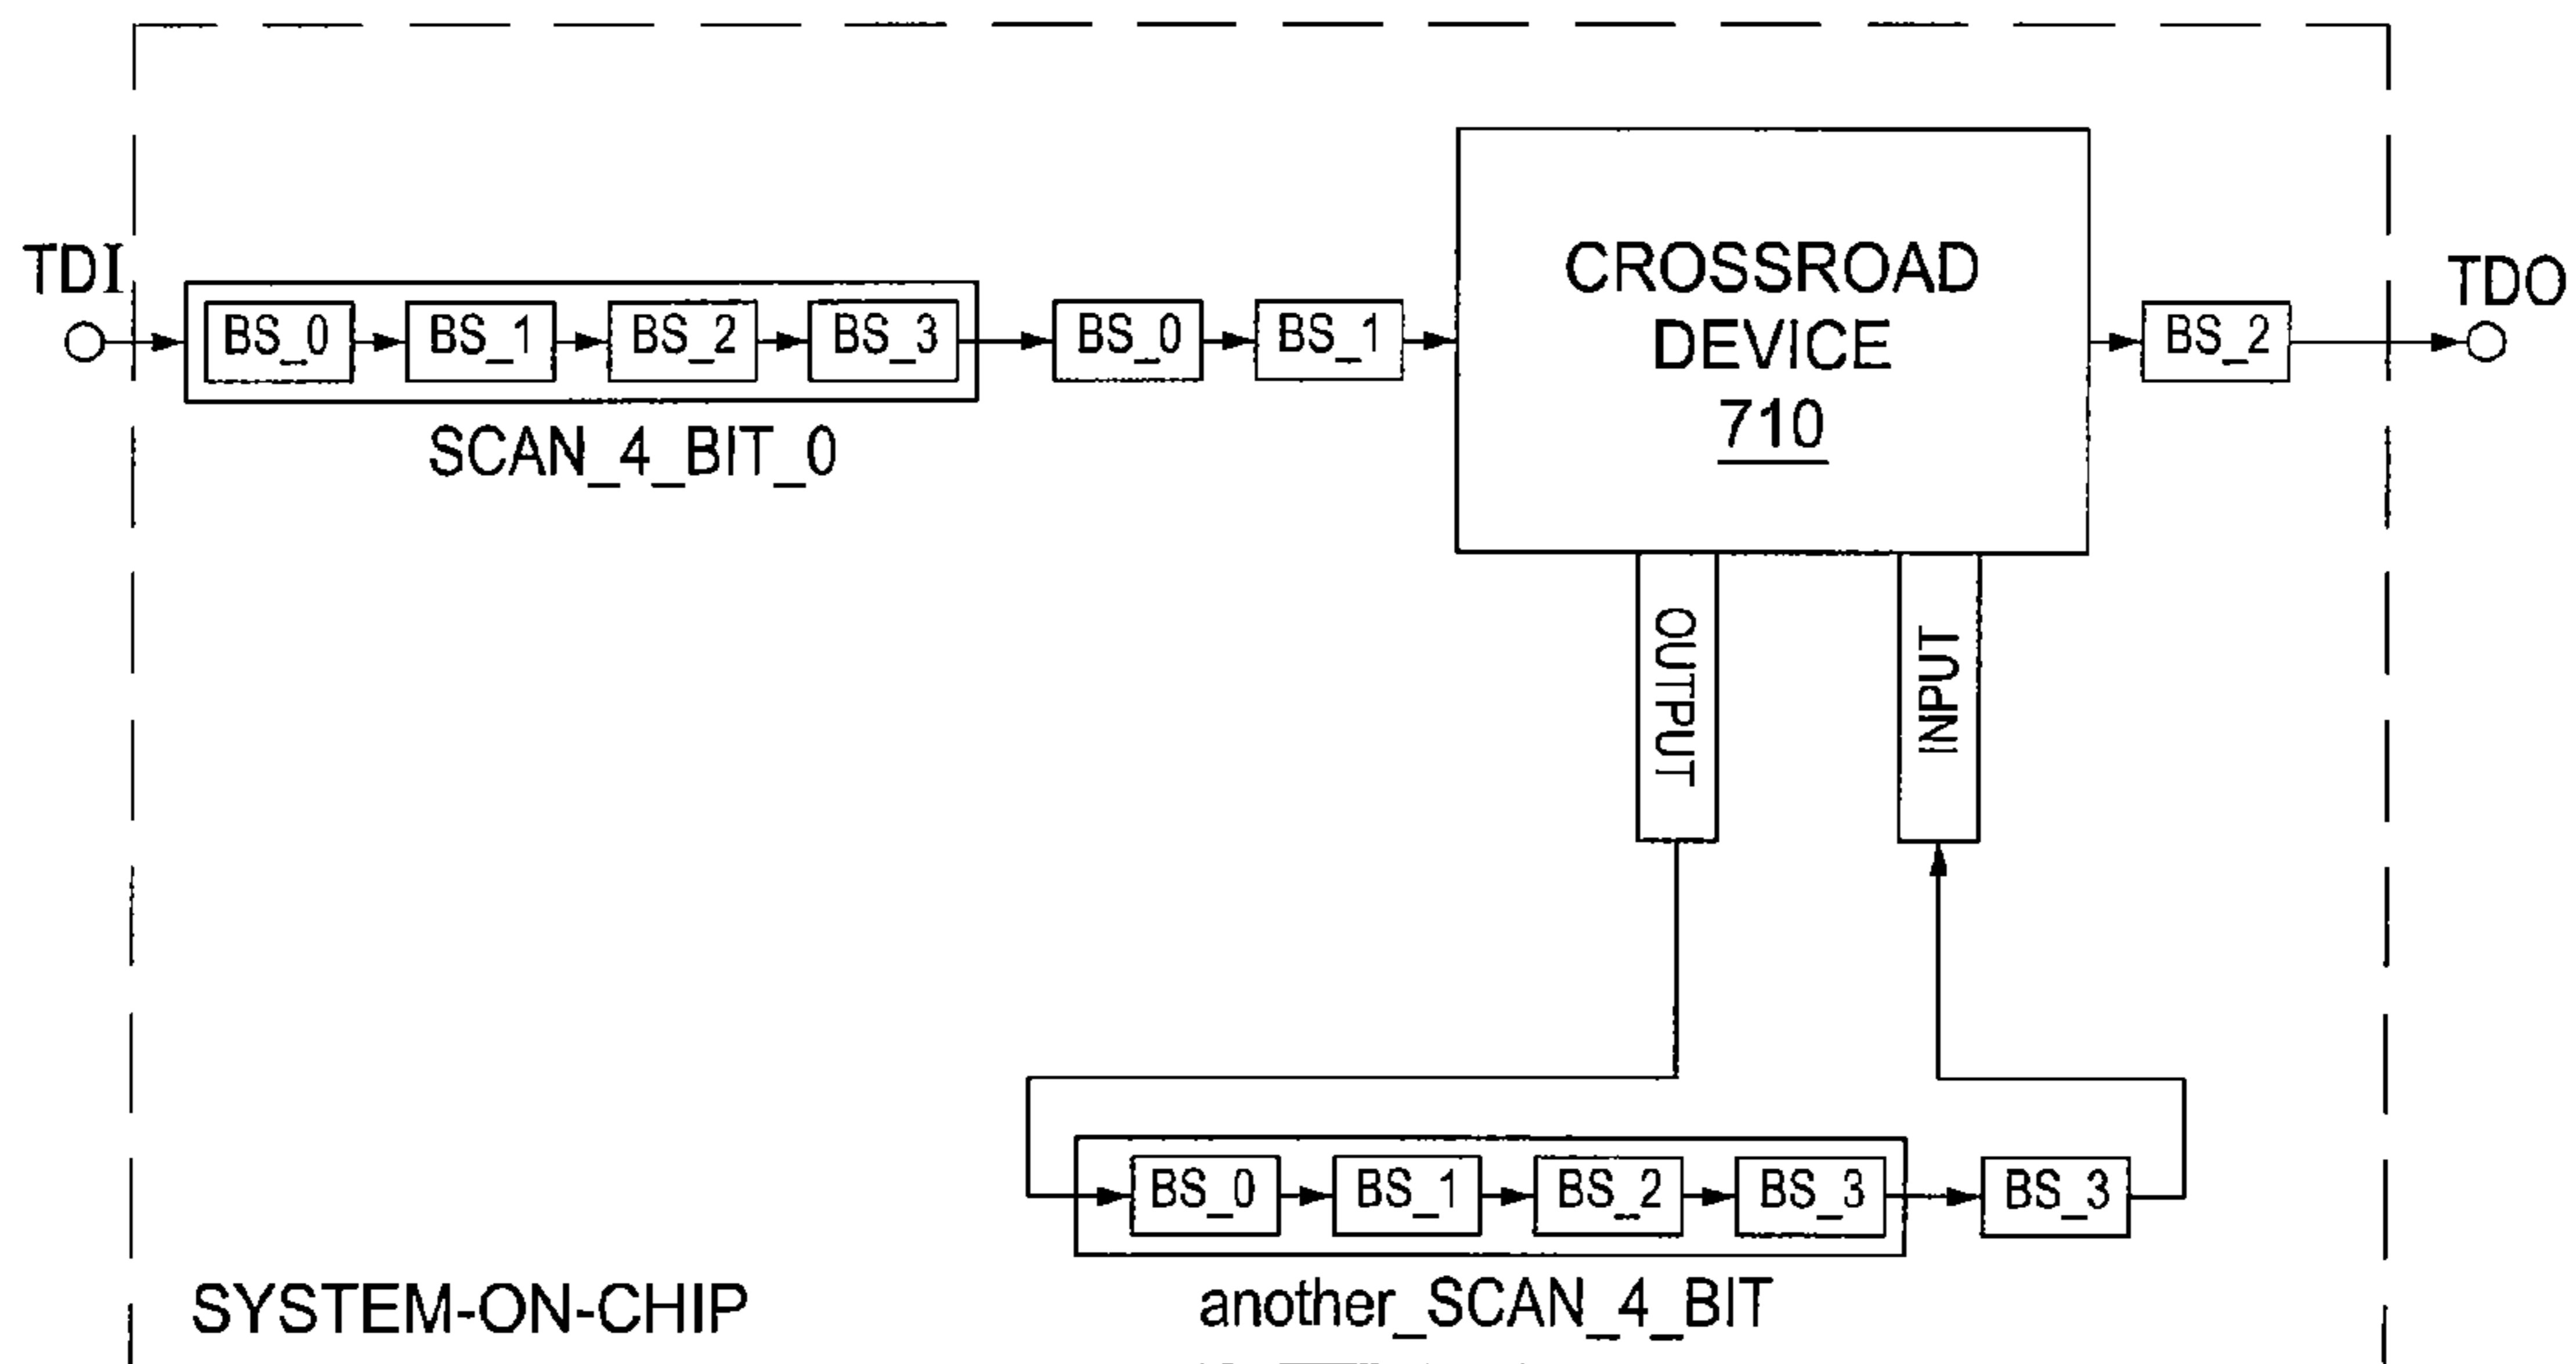 TDI
BS_0
BS_1
BS_2
BS_3
SCAN_4_BIT_0
BS_0
BS_1
CROSSROAD
DEVICE
710
BS_2
TDO
OUTPUT
INPUT
BS_0
BS_1
BS_2
BS_3
BS_3
another_SCAN_4_BIT
SYSTEM-ON-CHIP